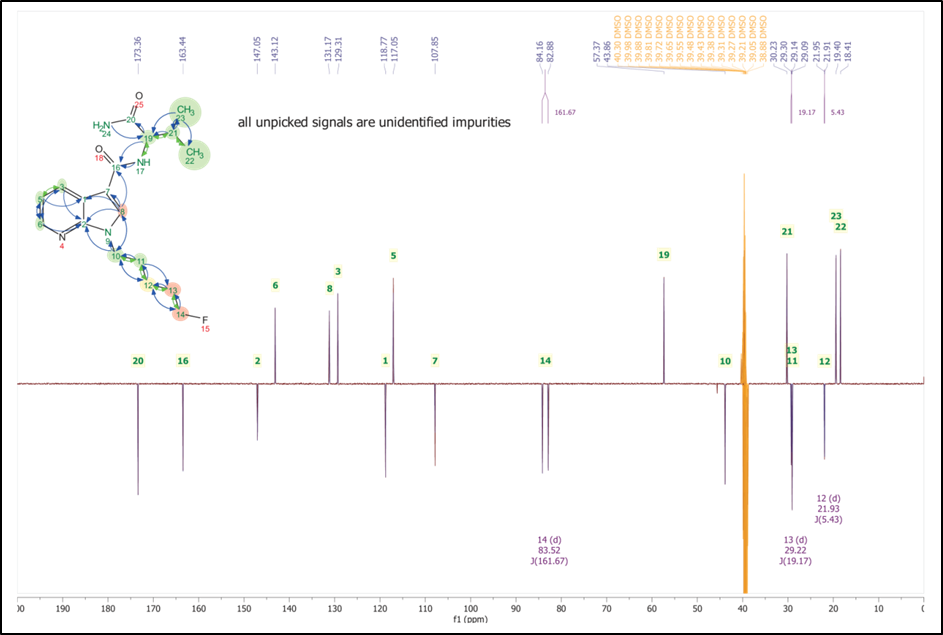 173.36
163.44
147.05
143.12
131.17
129.31
118.77
117.05
107.85
84.16
82.88
57.37
43.86
40.30 DMSO
39.98 DMSO
39.88 DMSO
39.81 DMSO
39.72 DMSO
39.65 DMSO
39.55 DMSO
39.48 DMSO
39.43 DMSO
39.38 DMSO
39.31 DMSO
39.27 DMSO
39.21 DMSO
39.05 DMSO
38.88 DMSO
30.23
29.30
29.14
29.09
21.95
21.91
19.40
18.41
161.67
19.17
5.43
all unpicked signals are unidentified impurities
O
25
20
H2N
24
CH3
23
21
19
CH3
22
O
18
16
NH
17
7
3
5
1
6
2
8
N
4
N
9
10
11
12
13
14
F
15
23
22
21
19
5
3
6
8
20
16
2
1
7
14
10
13
11
12
12 (d)
21.93
J(5.43)
14 (d)
83.52
J(161.67)
13 (d)
29.22
J(19.17)
00
190
180
170
160
150
140
130
120
110
100
90
80
70
60
50
40
30
20
10
0
f1 (ppm)